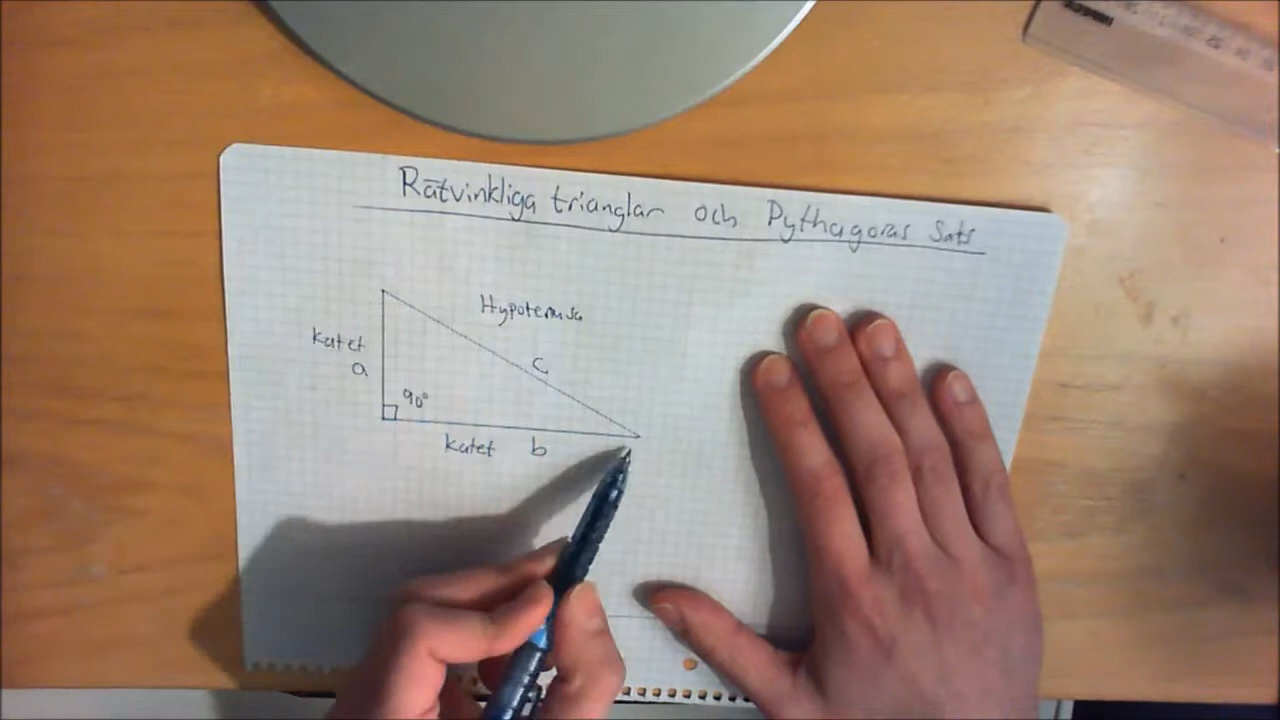 Rätvinkliga trianglar och Pythagoras Sats
Hypotenusa
katet
a
c
90°
katet b